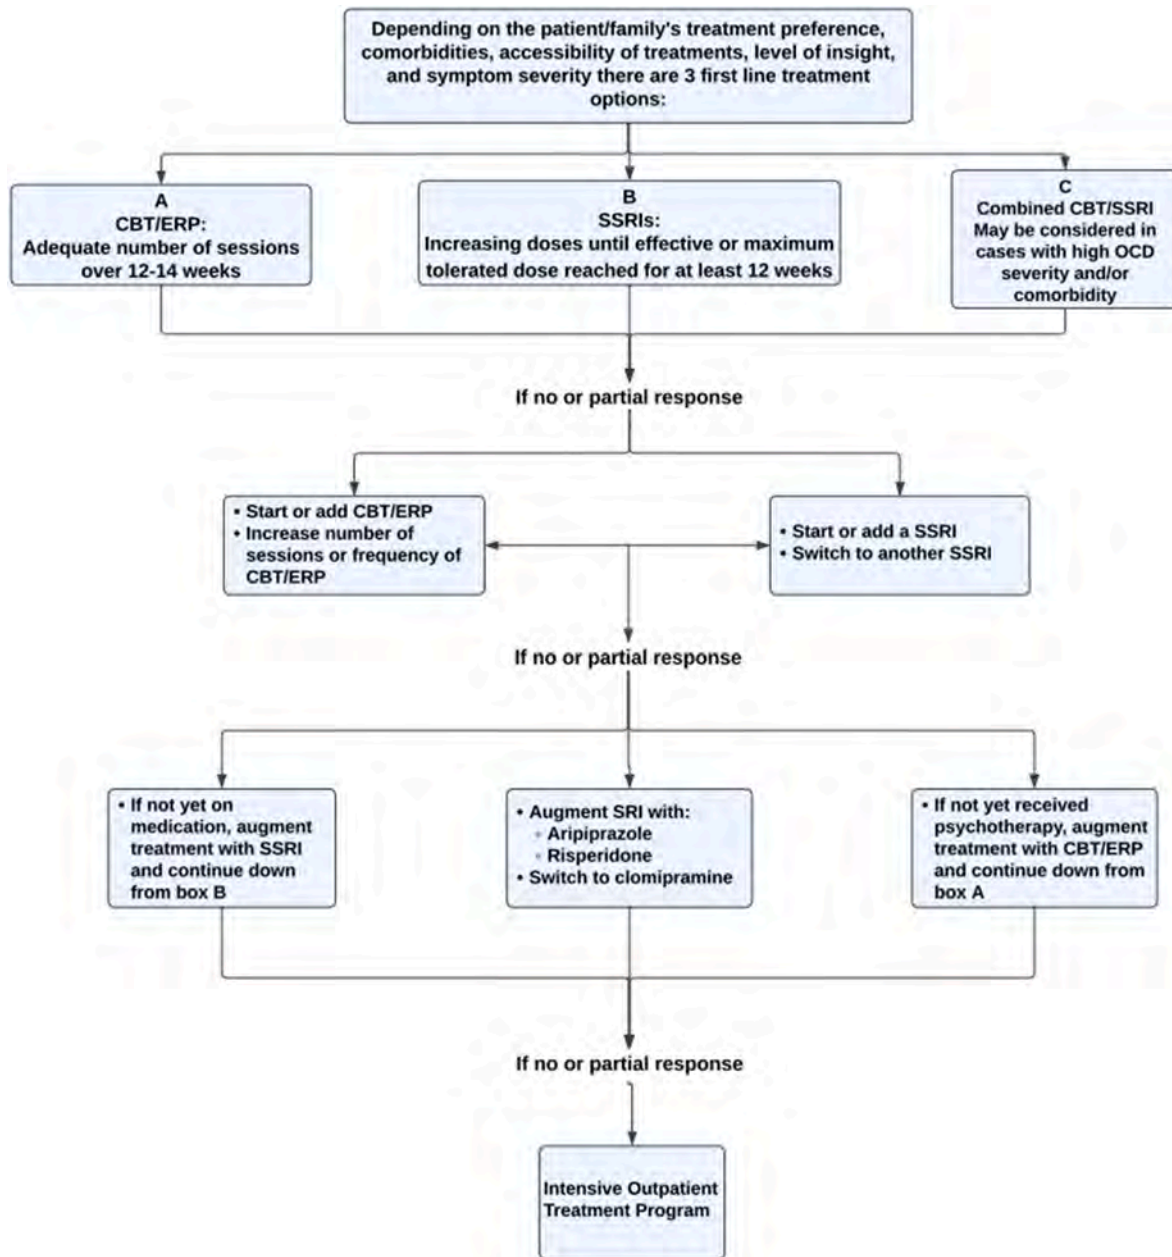 Depending on the patient/family's treatment preference,
comorbidities, accessibility of treatments, level of insight,
and symptom severity there are 3 first line treatment
options:
A
CBT/ERP:
Adequate number of sessions
over 12-14 weeks
B
SSRIs:
Increasing doses until effective or maximum
tolerated dose reached for at least 12 weeks
C
Combined CBT/SSRI
May be considered in
cases with high OCD
severity and/or
comorbidity
If no or partial response
• Start or add CBT/ERP
• Increase number of
sessions or frequency of
CBT/ERP
• Start or add a SSRI
• Switch to another SSRI
If no or partial response
• If not yet on
medication, augment
treatment with SSRI
and continue down
from box B
• Augment SRI with:
◦ Aripiprazole
◦ Risperidone
• Switch to clomipramine
• If not yet received
psychotherapy, augment
treatment with CBT/ERP
and continue down from
box A
If no or partial response
Intensive Outpatient
Treatment Program